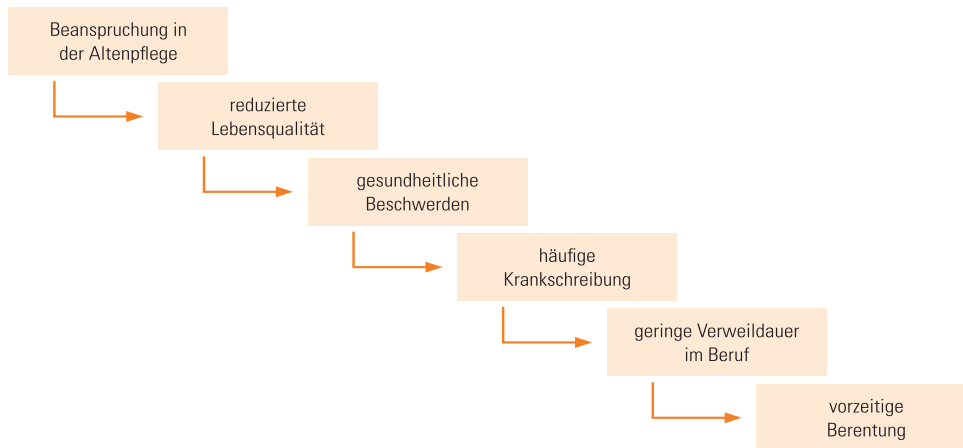 Beanspruchung in
der Altenpflege
reduzierte
Lebensqualität
gesundheitliche
Beschwerden
häufige
Krankschreibung
geringe Verweildauer
im Beruf
vorzeitige
Berentung